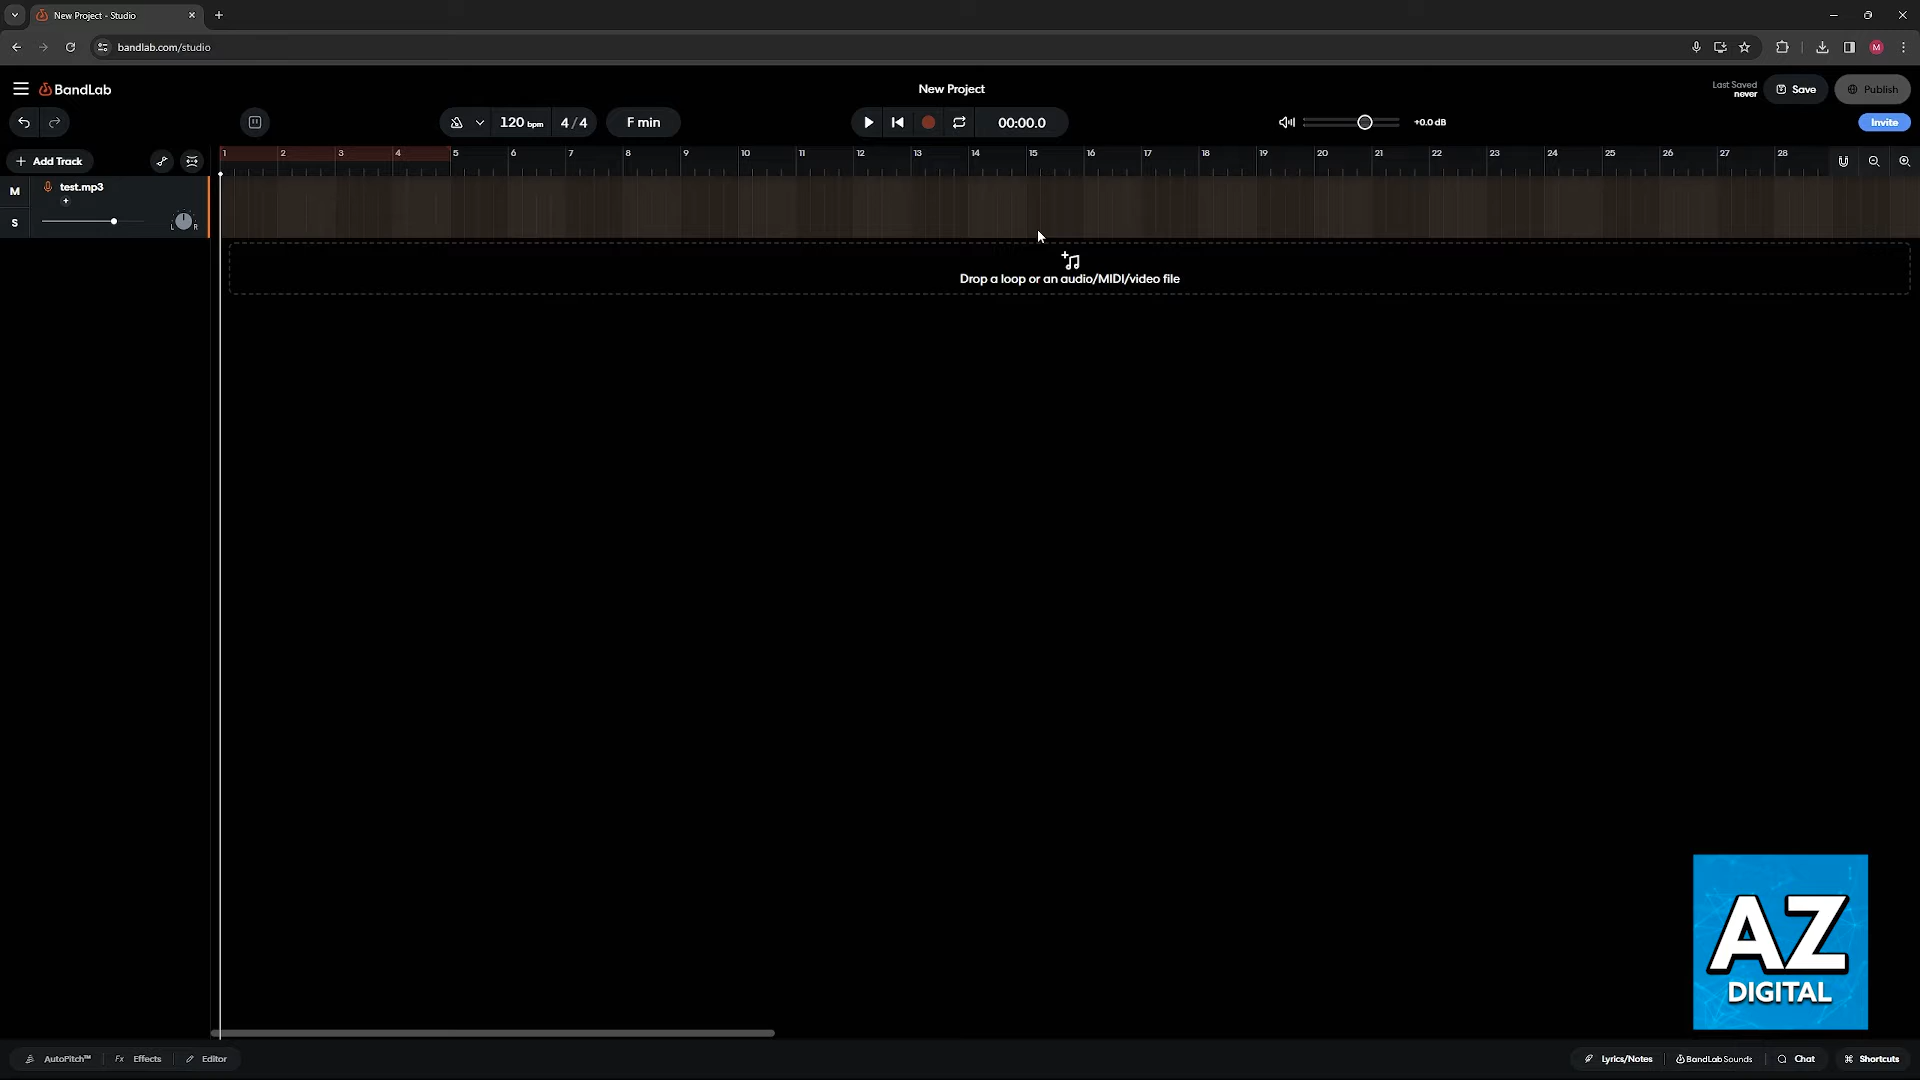 New Project - Studio
bandlab.com/studio
M
BandLab
New Project
Last Saved
never
Save
Publish
120 bpm
4 / 4
F min
00:00.0
+0.0 dB
Invite
+ Add Track
1 2 3 4 5 6 7 8 9 10 11 12 13 14 15 16 17 18 19 20 21 22 23 24 25 26 27 28
M
test.mp3
+
S
L R
Drop a loop or an audio/MIDI/video file
AZ
DIGITAL
AutoPitch™
Fx Effects
Editor
Lyrics/Notes
BandLab Sounds
Chat
Shortcuts